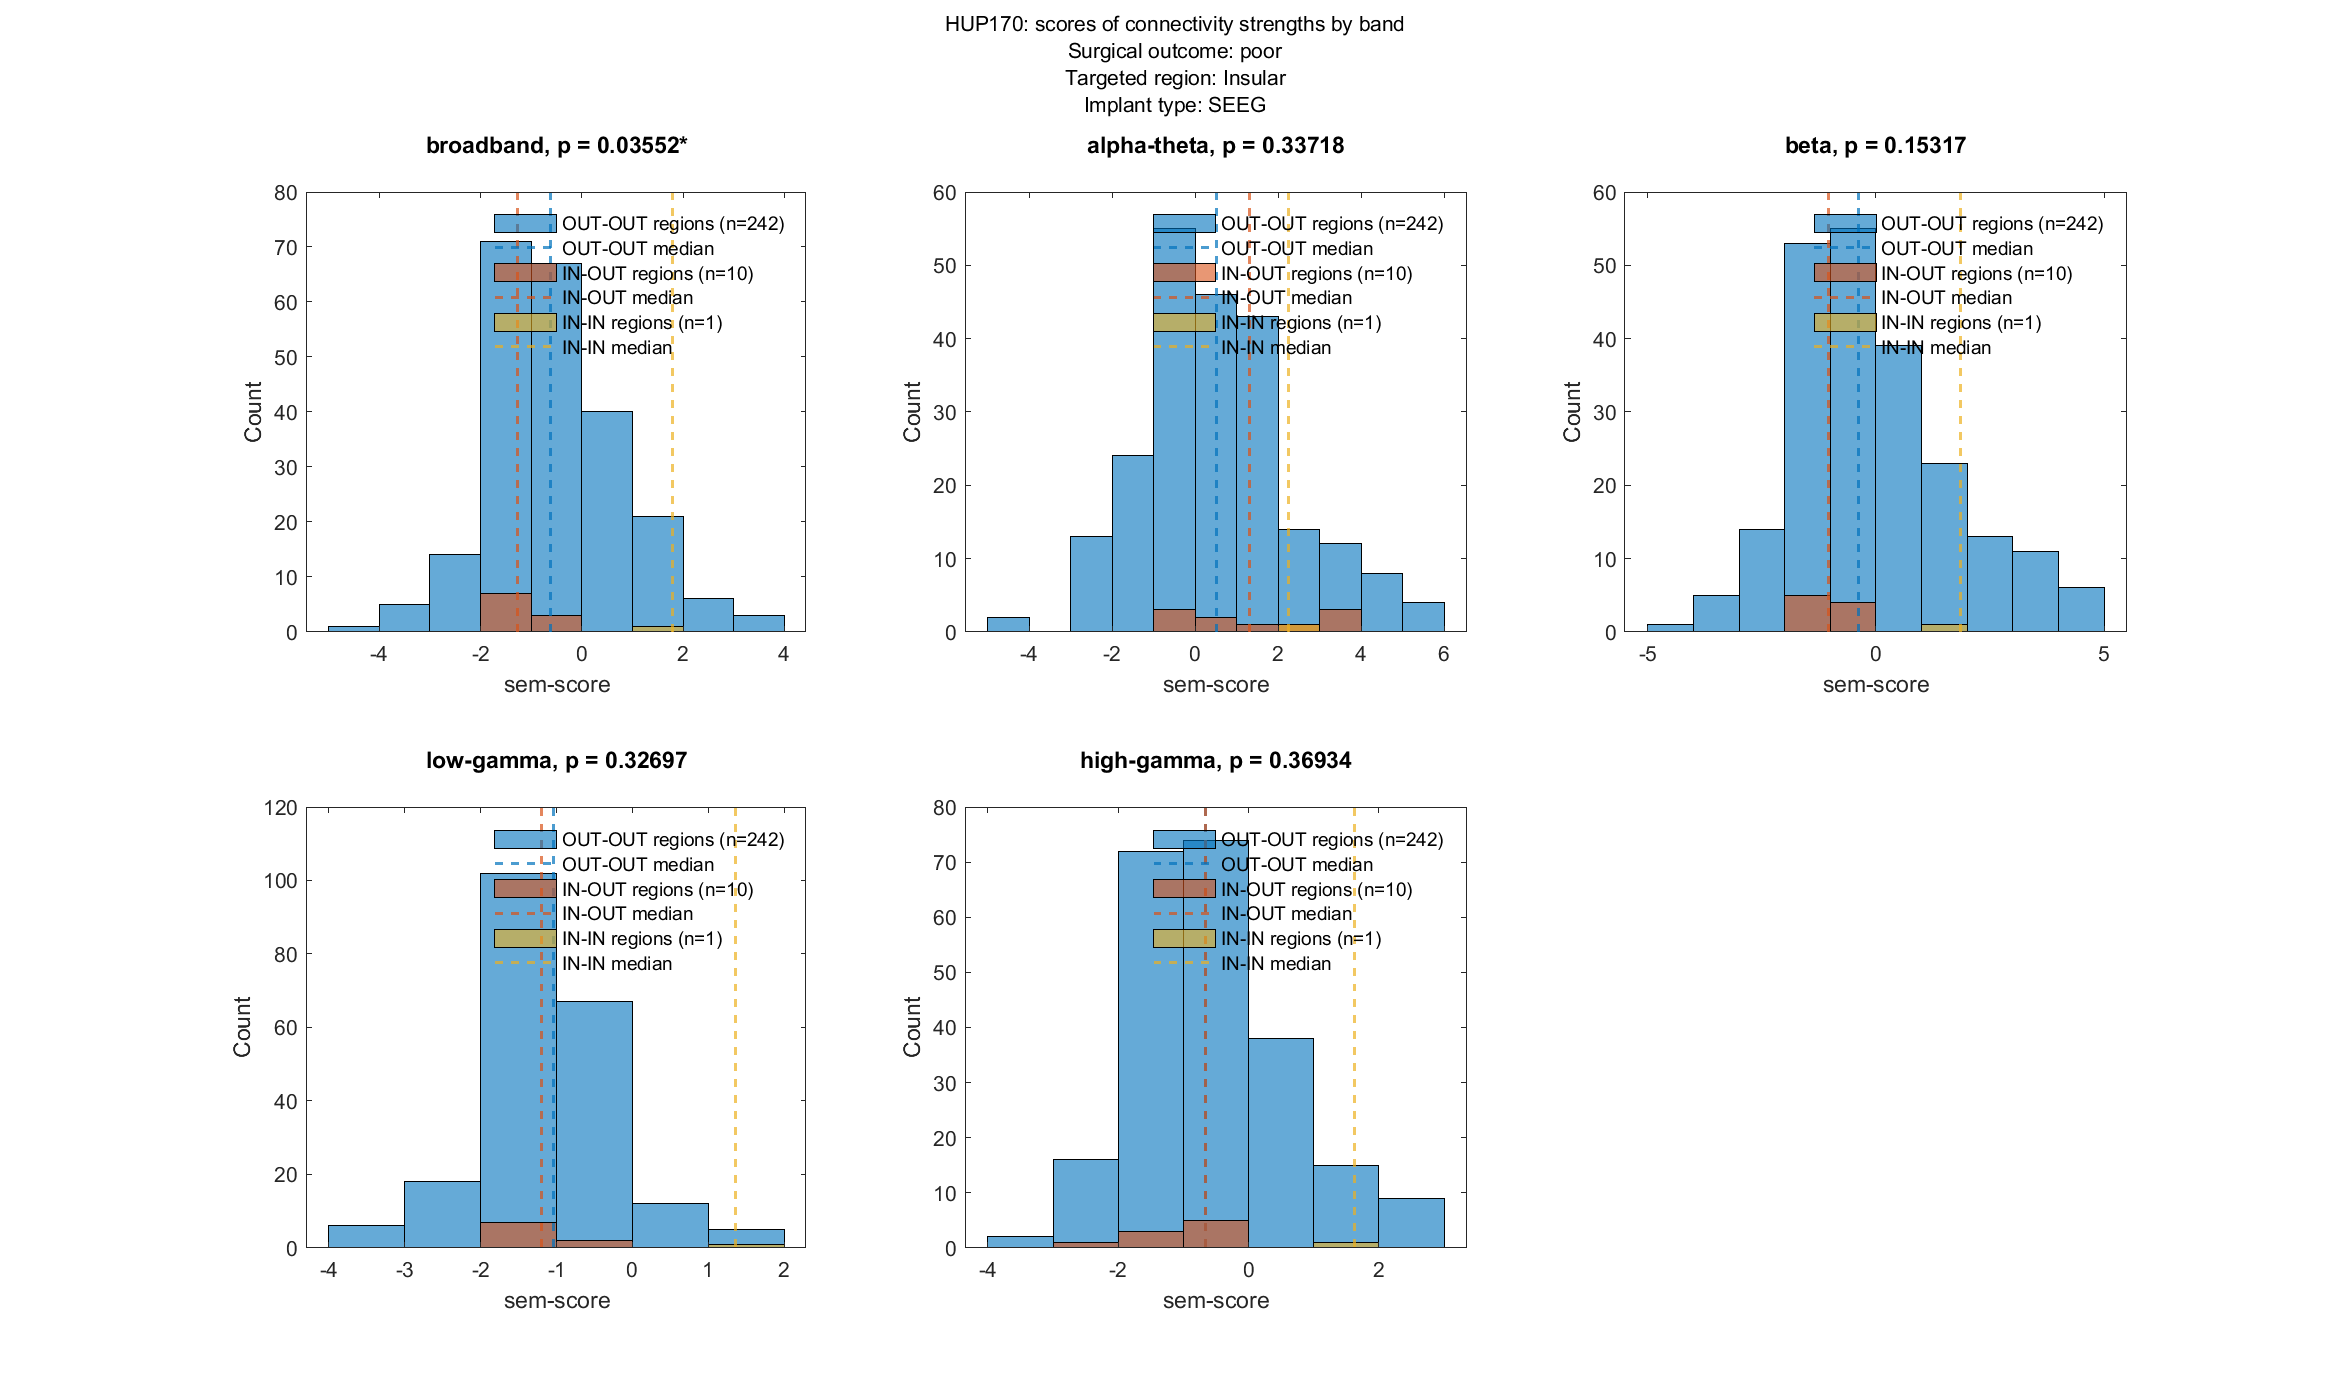 HUP170: scores of connectivity strengths by band
Surgical outcome: poor
Targeted region: Insular
Implant type: SEEG
broadband, p = 0.03552*
80
70
60
50
40
30
20
10
0
Count
OUT-OUT regions (n=242)
OUT-OUT median
IN-OUT regions (n=10)
IN-OUT median
IN-IN regions (n=1)
IN-IN median
-4 -2 0 2 4
sem-score
alpha-theta, p = 0.33718
60
50
40
30
20
10
0
Count
OUT-OUT regions (n=242)
OUT-OUT median
IN-OUT regions (n=10)
IN-OUT median
IN-IN regions (n=1)
IN-IN median
-4 -2 0 2 4 6
sem-score
beta, p = 0.15317
60
50
40
30
20
10
0
Count
OUT-OUT regions (n=242)
OUT-OUT median
IN-OUT regions (n=10)
IN-OUT median
IN-IN regions (n=1)
IN-IN median
-5 0 5
sem-score
low-gamma, p = 0.32697
120
100
80
60
40
20
0
Count
OUT-OUT regions (n=242)
OUT-OUT median
IN-OUT regions (n=10)
IN-OUT median
IN-IN regions (n=1)
IN-IN median
-4 -3 -2 -1 0 1 2
sem-score
high-gamma, p = 0.36934
80
70
60
50
40
30
20
10
0
Count
OUT-OUT regions (n=242)
OUT-OUT median
IN-OUT regions (n=10)
IN-OUT median
IN-IN regions (n=1)
IN-IN median
-4 -2 0 2
sem-score